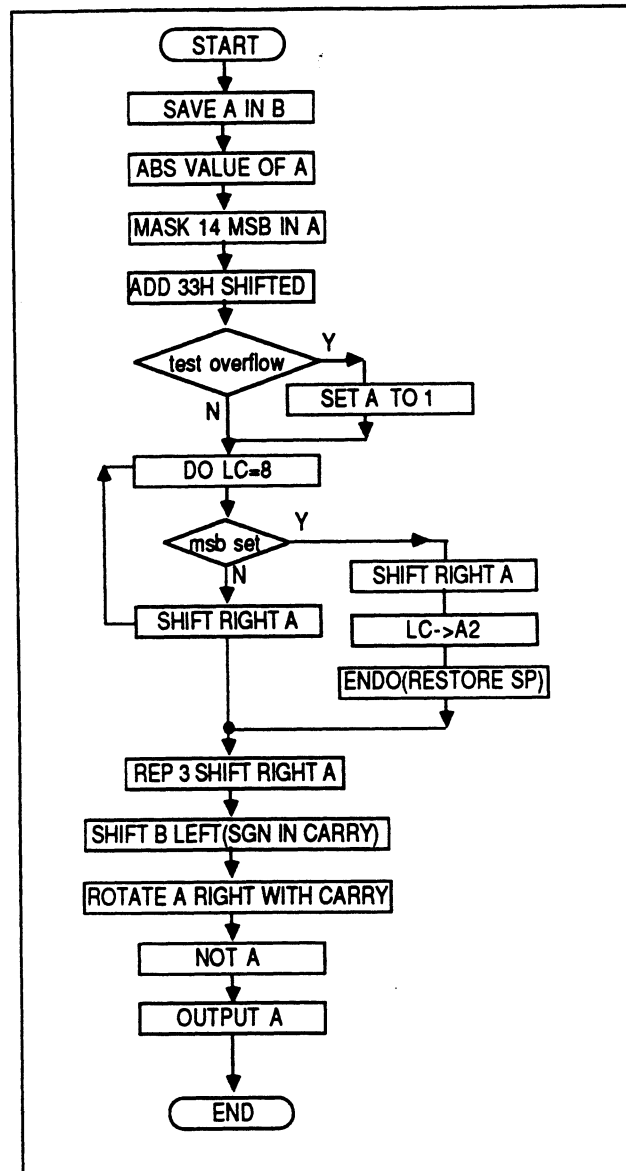 START
SAVE A IN B
ABS VALUE OF A
MASK 14 MSB IN A
ADD 33H SHIFTED
test overflow
Y
N
SET A TO 1
DO LC=8
msb set
Y
N
SHIFT RIGHT A
SHIFT RIGHT A
LC->A2
ENDO(RESTORE SP)
REP 3 SHIFT RIGHT A
SHIFT B LEFT(SGN IN CARRY)
ROTATE A RIGHT WITH CARRY
NOT A
OUTPUT A
END